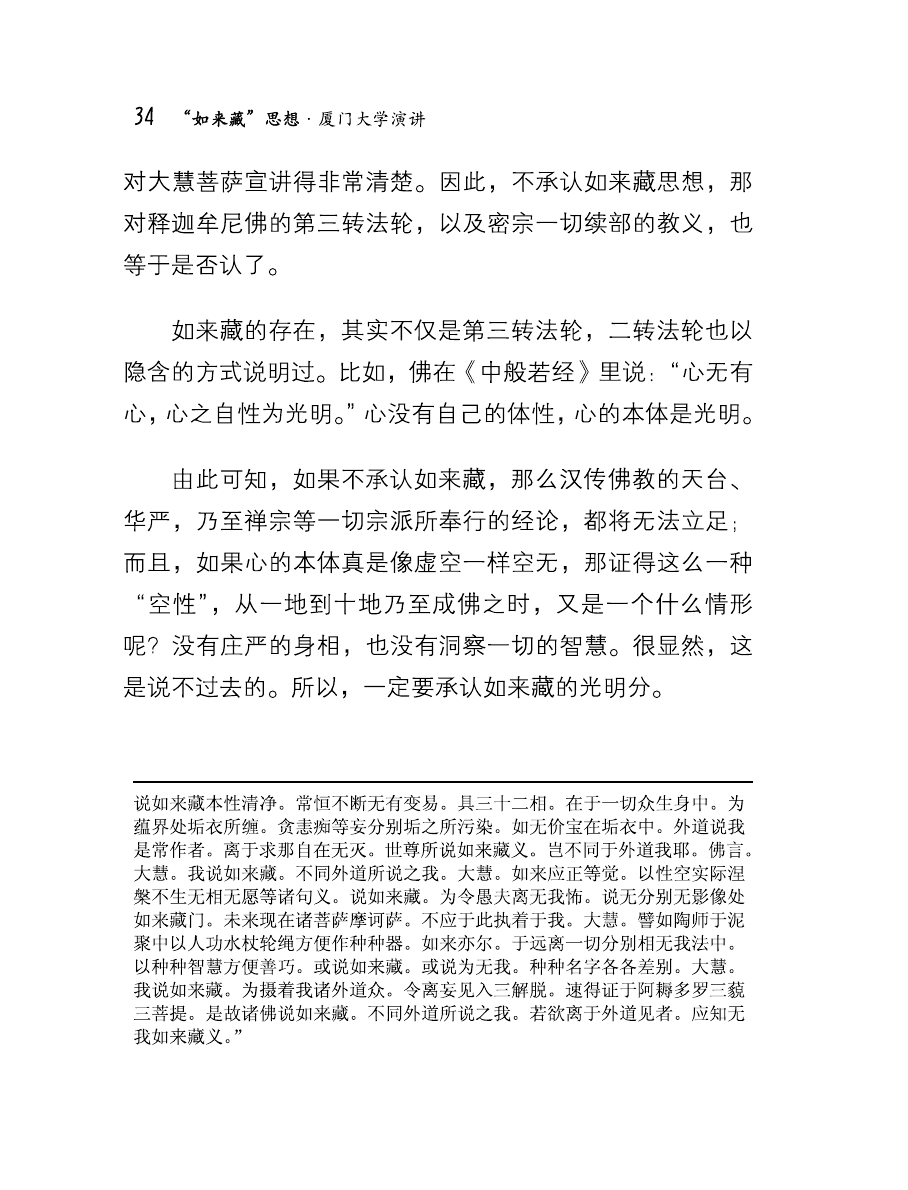 34 “如来藏”思想·厦门大学演讲
对大慧菩萨宣讲得非常清楚。因此，不承认如来藏思想，那
对释迦牟尼佛的第三转法轮，以及密宗一切续部的教义，也
等于是否认了。
如来藏的存在，其实不仅是第三转法轮，二转法轮也以
隐含的方式说明过。比如，佛在《中般若经》里说：“心无有
心，心之自性为光明。”心没有自己的体性，心的本体是光明。
由此可知，如果不承认如来藏，那么汉传佛教的天台、
华严，乃至禅宗等一切宗派所奉行的经论，都将无法立足；
而且，如果心的本体真是像虚空一样空无，那证得这么一种
“空性”，从一地到十地乃至成佛之时，又是一个什么情形
呢？没有庄严的身相，也没有洞察一切的智慧。很显然，这
是说不过去的。所以，一定要承认如来藏的光明分。
说如来藏本性清净。常恒不断无有变易。具三十二相。在于一切众生身中。为
蕴界处垢衣所缠。贪恚痴等妄分别垢之所污染。如无价宝在垢衣中。外道说我
是常作者。离于求那自在无灭。世尊所说如来藏义。岂不同于外道我耶。佛言。
大慧。我说如来藏。不同外道所说之我。大慧。如来应正等觉。以性空实际涅
槃不生无相无愿等诸句义。说如来藏。为令愚夫离无我怖。说无分别无影像处
如来藏门。未来现在诸菩萨摩诃萨。不应于此执着于我。大慧。譬如陶师于泥
聚中以人功水杖轮绳方便作种种器。如来亦尔。于远离一切分别相无我法中。
以种种智慧方便善巧。或说如来藏。或说为无我。种种名字各各差别。大慧。
我说如来藏。为摄着我诸外道众。令离妄见入三解脱。速得证于阿耨多罗三藐
三菩提。是故诸佛说如来藏。不同外道所说之我。若欲离于外道见者。应知无
我如来藏义。”